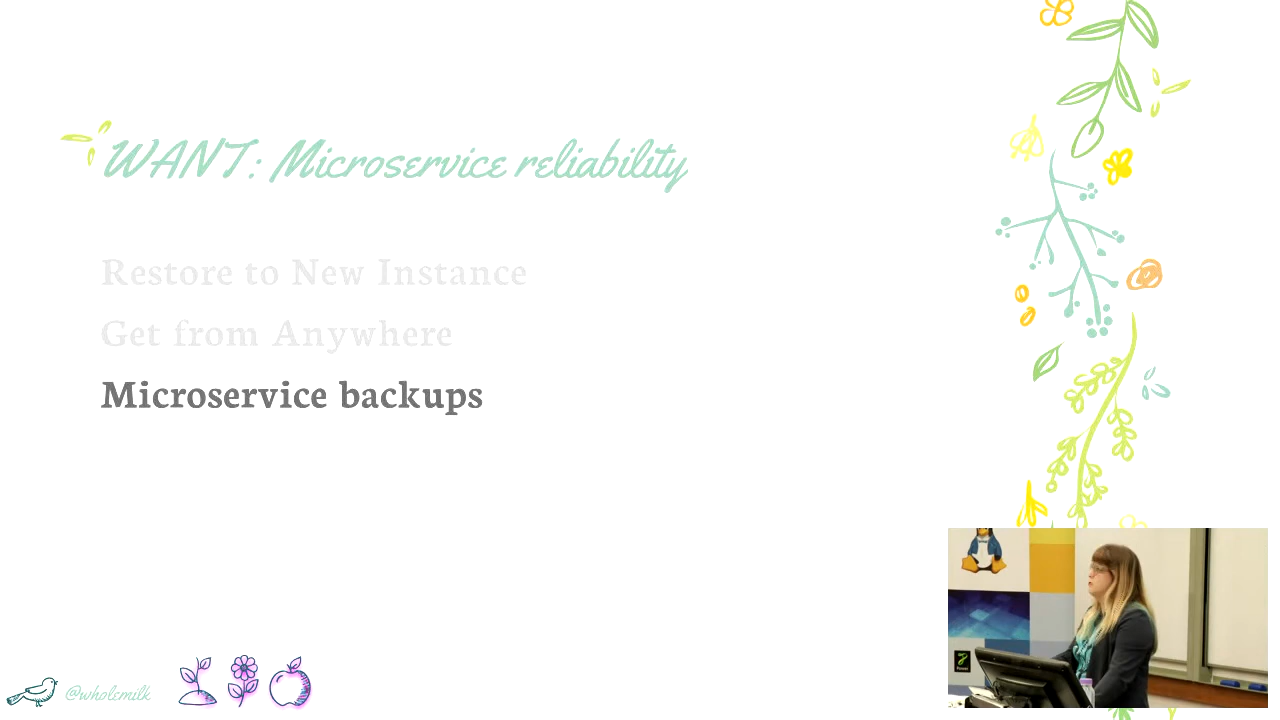 WANT: Microservice reliability
Restore to New Instance
Get from Anywhere
Microservice backups
@wholemilk